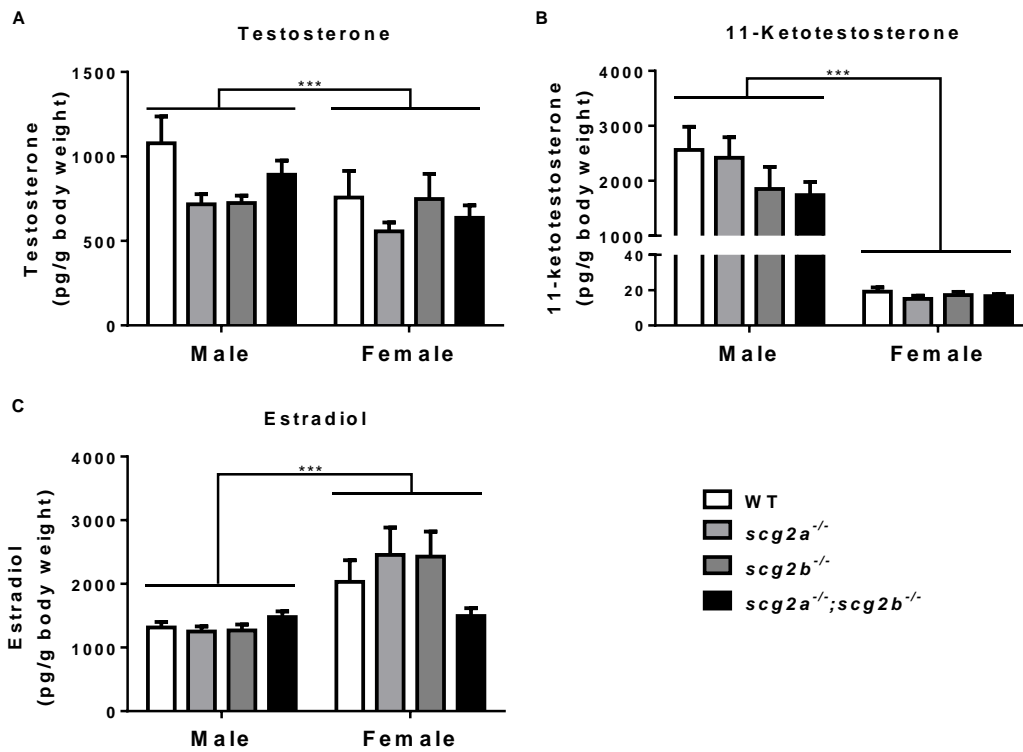 A
Testosterone
Testosterone
(pg/g body weight)
1500
1000
500
0
***
Male
Female
B
11-Ketotestosterone
11-ketotestosterone
(pg/g body weight)
4000
3000
2000
1000
40
20
0
***
Male
Female
C
Estradiol
Estradiol
(pg/g body weight)
4000
3000
2000
1000
0
***
Male
Female
WT
scg2a-/-
scg2b-/-
scg2a-/-;scg2b-/-